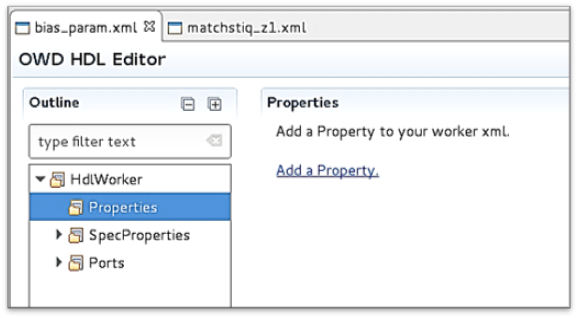 bias_param.xml matchstiq_z1.xml
OWD HDL Editor
Outline
type filter text
HdlWorker
Properties
SpecProperties
Ports
Properties
Add a Property to your worker xml.
Add a Property.